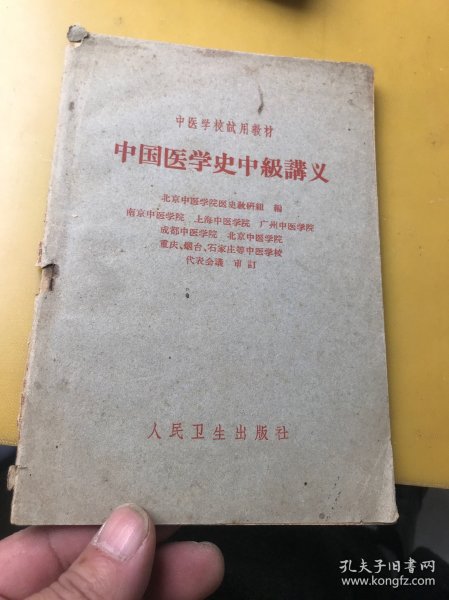 中医学校試用教材
中国医学史中級講义
北京中医学院医史敎研組 編
南京中医学院 上海中医学院 广州中医学院
成都中医学院 北京中医学院
重庆、烟台、石家庄等中医学校
代表会議 审訂
人民卫生出版社
孔夫子旧书网
www.kongfz.com